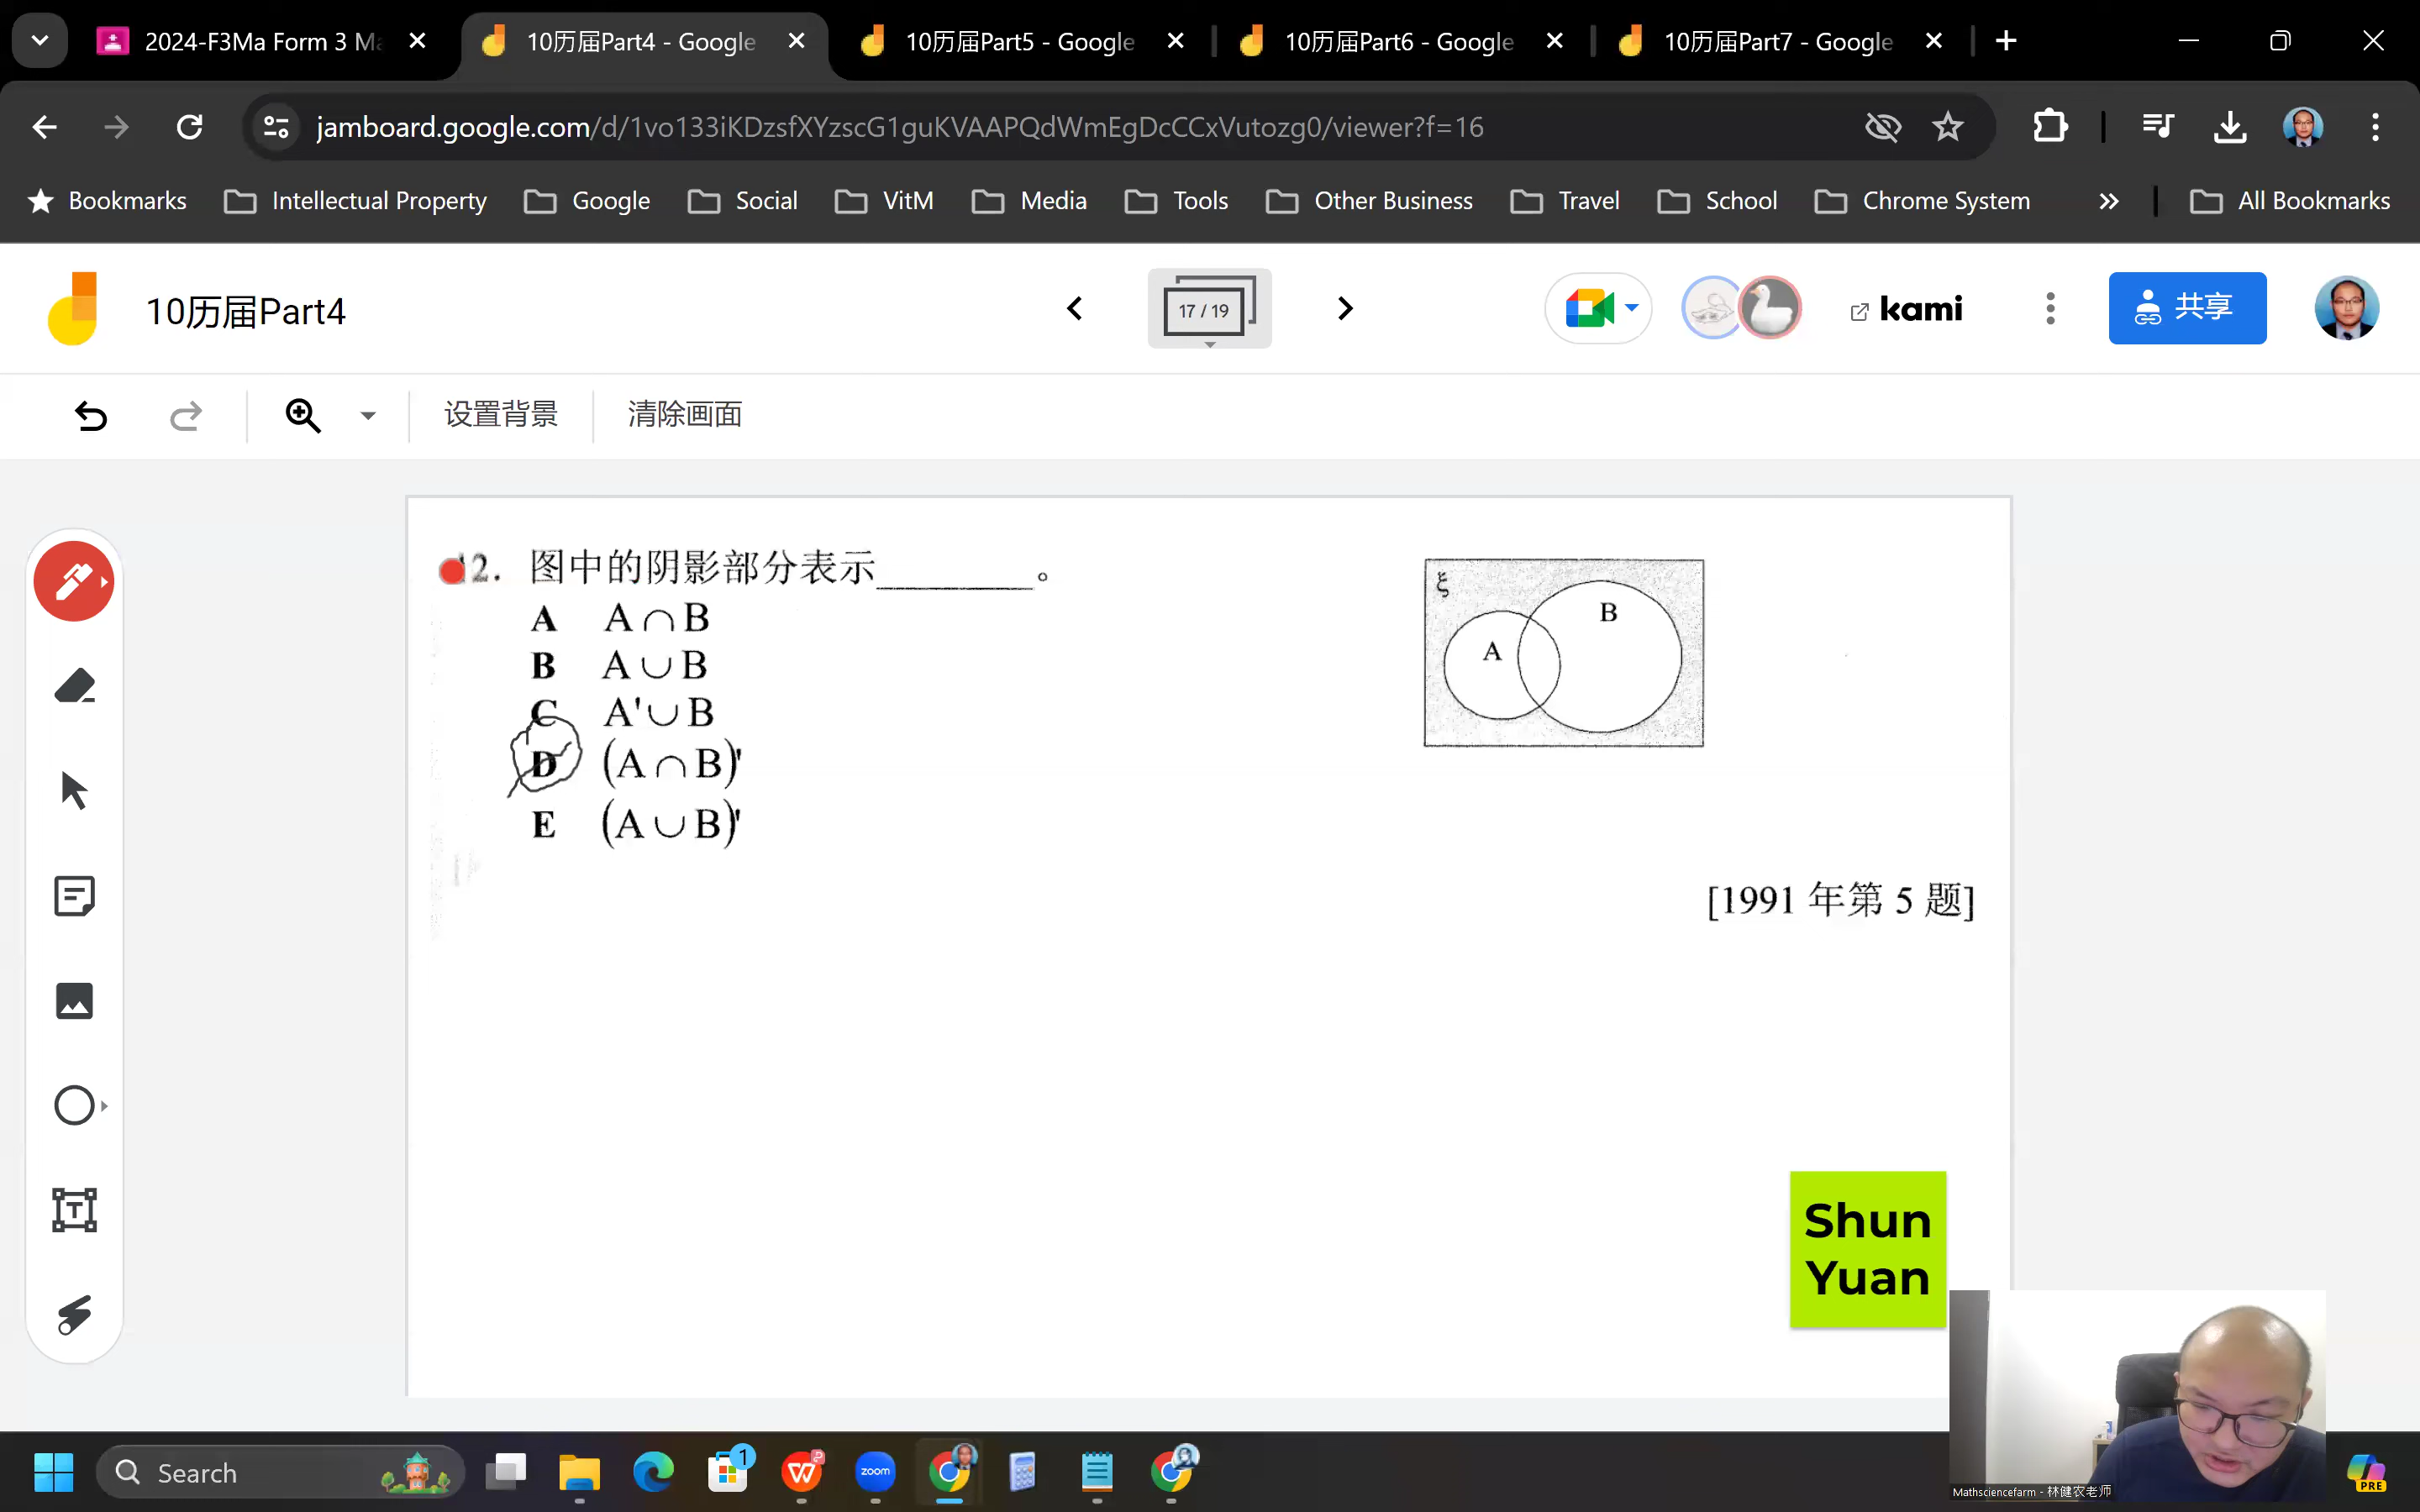 2024-F3Ma Form 3 Ma
10历届Part4 - Google
10历届Part5 - Google
10历届Part6 - Google
10历届Part7 - Google
jamboard.google.com/d/1vo133iKDzsfXYzscG1guKVAAPQdWmEgDcCCxVutozg0/viewer?f=16
Bookmarks
Intellectual Property
Google
Social
VitM
Media
Tools
Other Business
Travel
School
Chrome System
All Bookmarks
10历届Part4
17 / 19
kami
共享
设置背景
清除画面
12. 图中的阴影部分表示________。
A A∩B
B A∪B
C A'∪B
D (A∩B)'
E (A∪B)'
ξ
A
B
[1991 年第 5 题]
Shun
Yuan
Mathsciencefarm - 林健农老师
Search
1
zoom
PRE